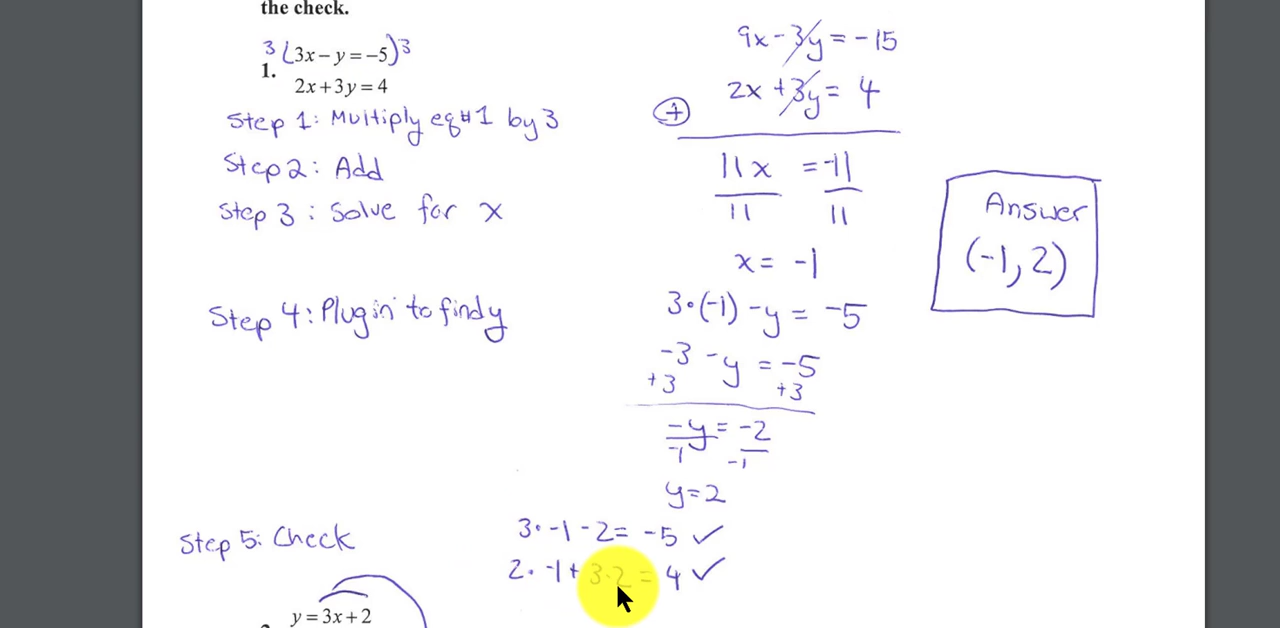 the check.
3(3x – y = –5)3
1.
2x + 3y = 4
Step 1: Multiply eq#1 by 3
Step 2: Add
Step 3: Solve for x
9x - 3y = -15
2x + 3y = 4
+
11x = -11
11 11
x = -1
Answer
(-1, 2)
Step 4: Plug in to find y
3•(-1) - y = -5
-3 - y = -5
+3 +3
-y = -2
-1 -1
y = 2
Step 5: Check
3• -1 - 2 = -5 ✓
2• -1 + 3•2 = 4 ✓
y = 3x + 2